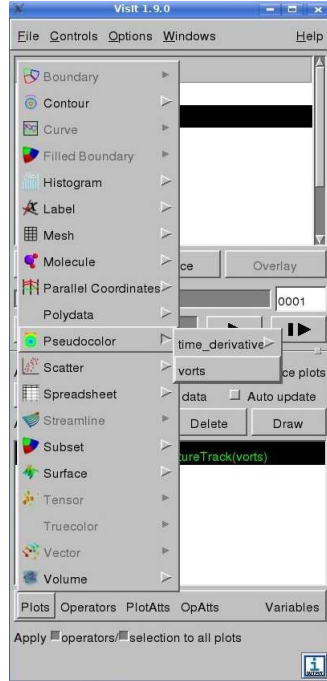 VisIt 1.9.0
File Controls Options Windows Help
Boundary
Contour
Curve
Filled Boundary
Histogram
Label
Mesh
Molecule
ce Overlay
Parallel Coordinates
0001
Polydata
Pseudocolor
time_derivative
Scatter
vorts
ce plots
Spreadsheet
data Auto update
Streamline
Delete Draw
Subset
tureTrack(vorts)
Surface
Tensor
Truecolor
Vector
Volume
Plots Operators PlotAtts OpAtts Variables
Apply operators/ selection to all plots